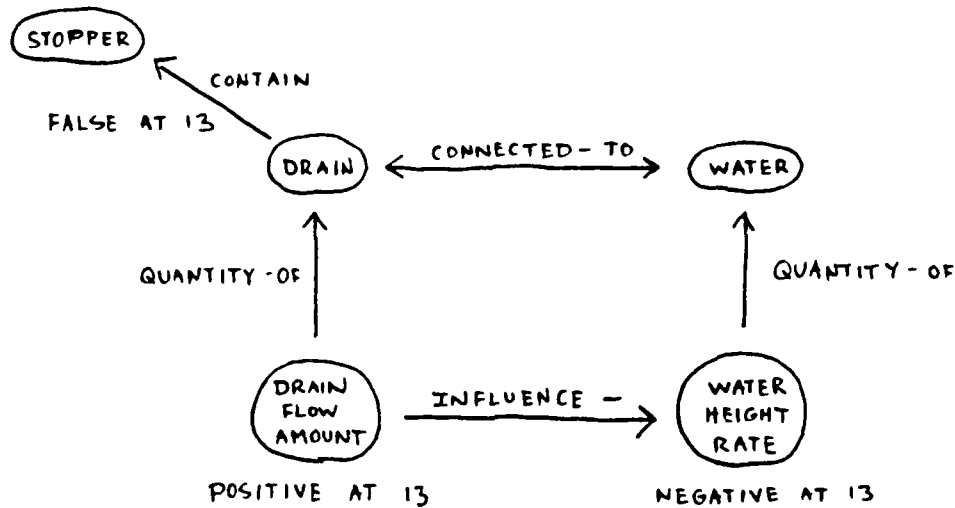 STOPPER
CONTAIN
FALSE AT 13
DRAIN
CONNECTED-TO
WATER
QUANTITY-OF
QUANTITY-OF
DRAIN
FLOW
AMOUNT
INFLUENCE -
WATER
HEIGHT
RATE
POSITIVE AT 13
NEGATIVE AT 13